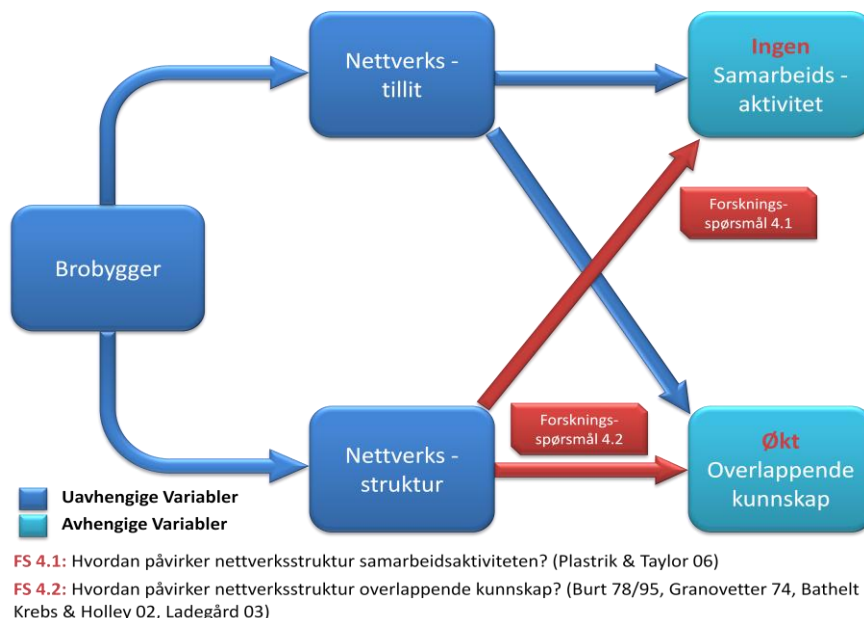 Nettverks -
tillit
Ingen
Samarbeids -
aktivitet
Forsknings-
spørsmål 4.1
Brobygger
Forsknings-
spørsmål 4.2
Nettverks -
struktur
Økt
Overlappende
kunnskap
Uavhengige Variabler
Avhengige Variabler
FS 4.1: Hvordan påvirker nettverksstruktur samarbeidsaktiviteten? (Plastrik & Taylor 06)
FS 4.2: Hvordan påvirker nettverksstruktur overlappende kunnskap? (Burt 78/95, Granovetter 74, Bathelt
Krebs & Holley 02, Ladegård 03)